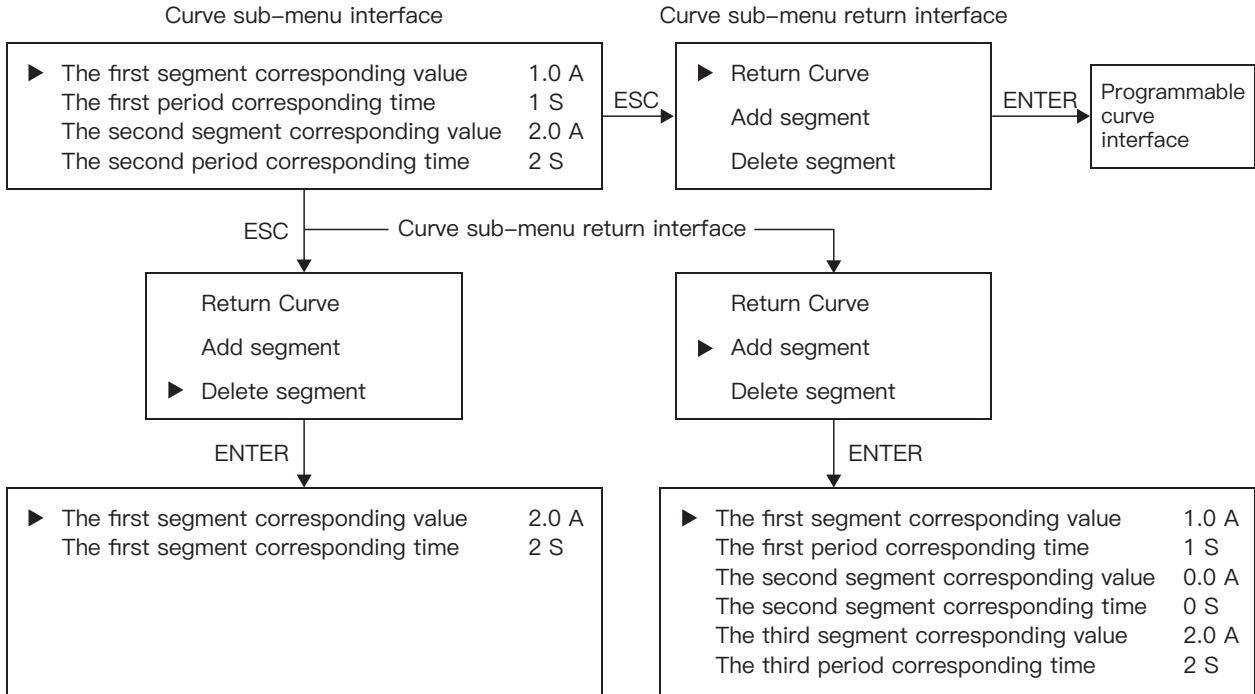 Curve sub-menu interface
Curve sub-menu return interface
▶ The first segment corresponding value 1.0 A
The first period corresponding time 1 S
The second segment corresponding value 2.0 A
The second period corresponding time 2 S
ESC
▶ Return Curve
Add segment
Delete segment
ENTER
Programmable
curve
interface
ESC
Curve sub-menu return interface
Return Curve
Add segment
▶ Delete segment
Return Curve
▶ Add segment
Delete segment
ENTER
ENTER
▶ The first segment corresponding value 2.0 A
The first segment corresponding time 2 S
▶ The first segment corresponding value 1.0 A
The first period corresponding time 1 S
The second segment corresponding value 0.0 A
The second segment corresponding time 0 S
The third segment corresponding value 2.0 A
The third period corresponding time 2 S